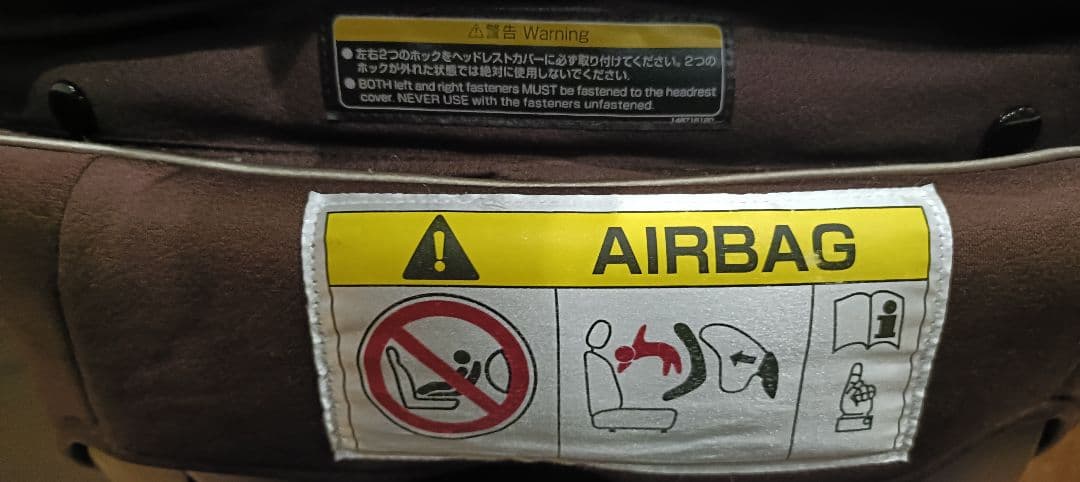 ⚠警告 Warning
●左右2つのホックをヘッドレストカバーに必ず取り付けてください。2つの
ホックが外れた状態では絶対に使用しないでください。
●BOTH left and right fasteners MUST be fastened to the headrest
cover. NEVER USE with the fasteners unfastened.
AIRBAG